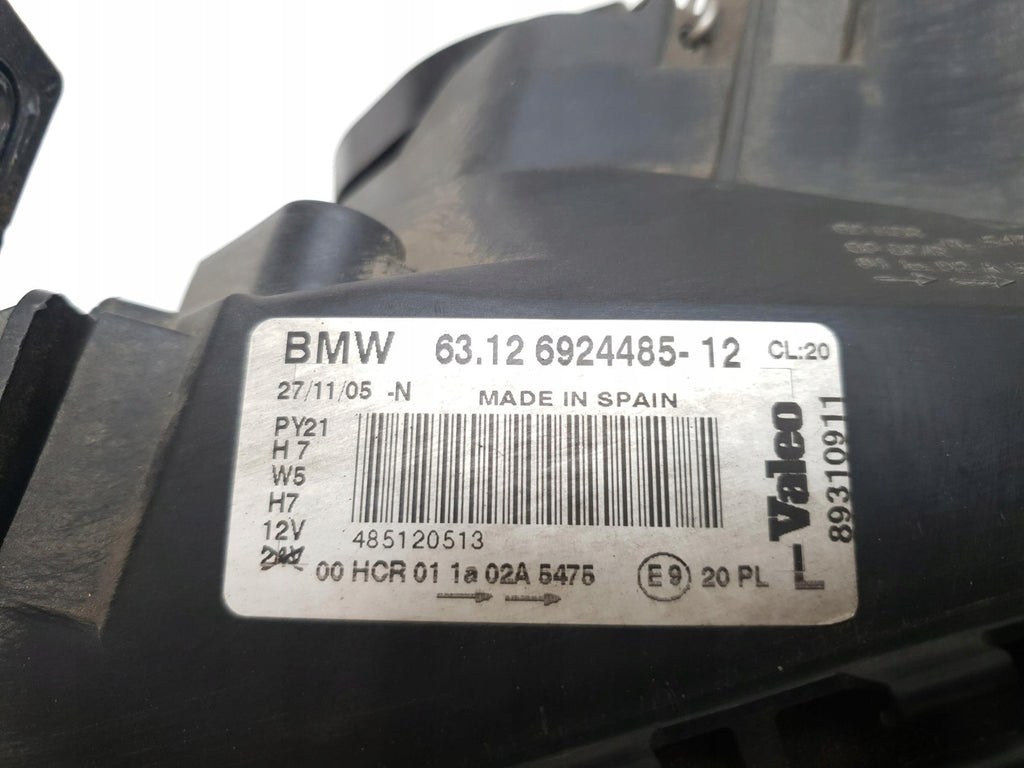 BMW 63.12 6924485-12 CL:20
27/11/05 -N MADE IN SPAIN
PY21
H7
W5
H7
12V
24V
485120513
00 HCR 01 1a 02A 5475 E9 20 PL
L Valeo
89310911